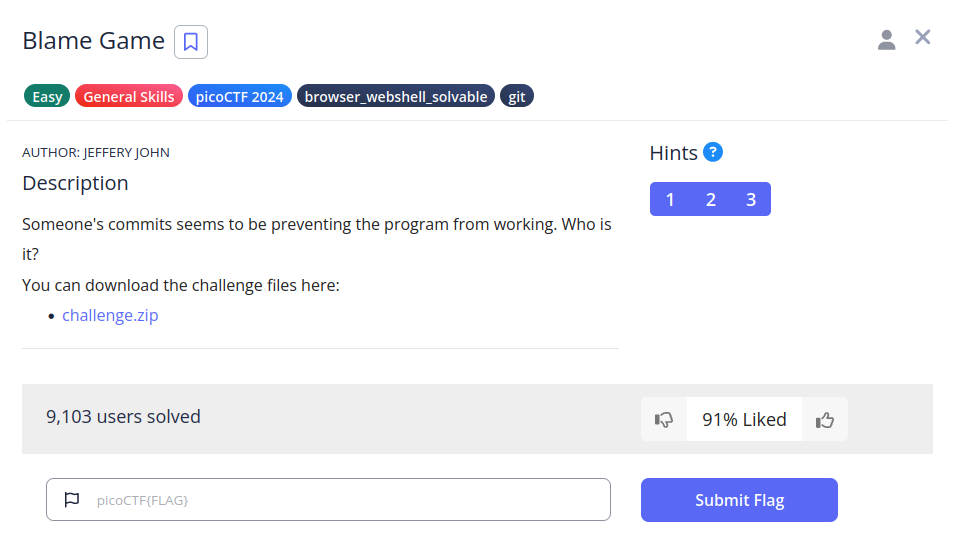 Blame Game
Easy General Skills picoCTF 2024 browser_webshell_solvable git
AUTHOR: JEFFERY JOHN
Description
Someone's commits seems to be preventing the program from working. Who is
it?
You can download the challenge files here:
• challenge.zip
Hints ?
1 2 3
9,103 users solved
91% Liked
picoCTF{FLAG}
Submit Flag